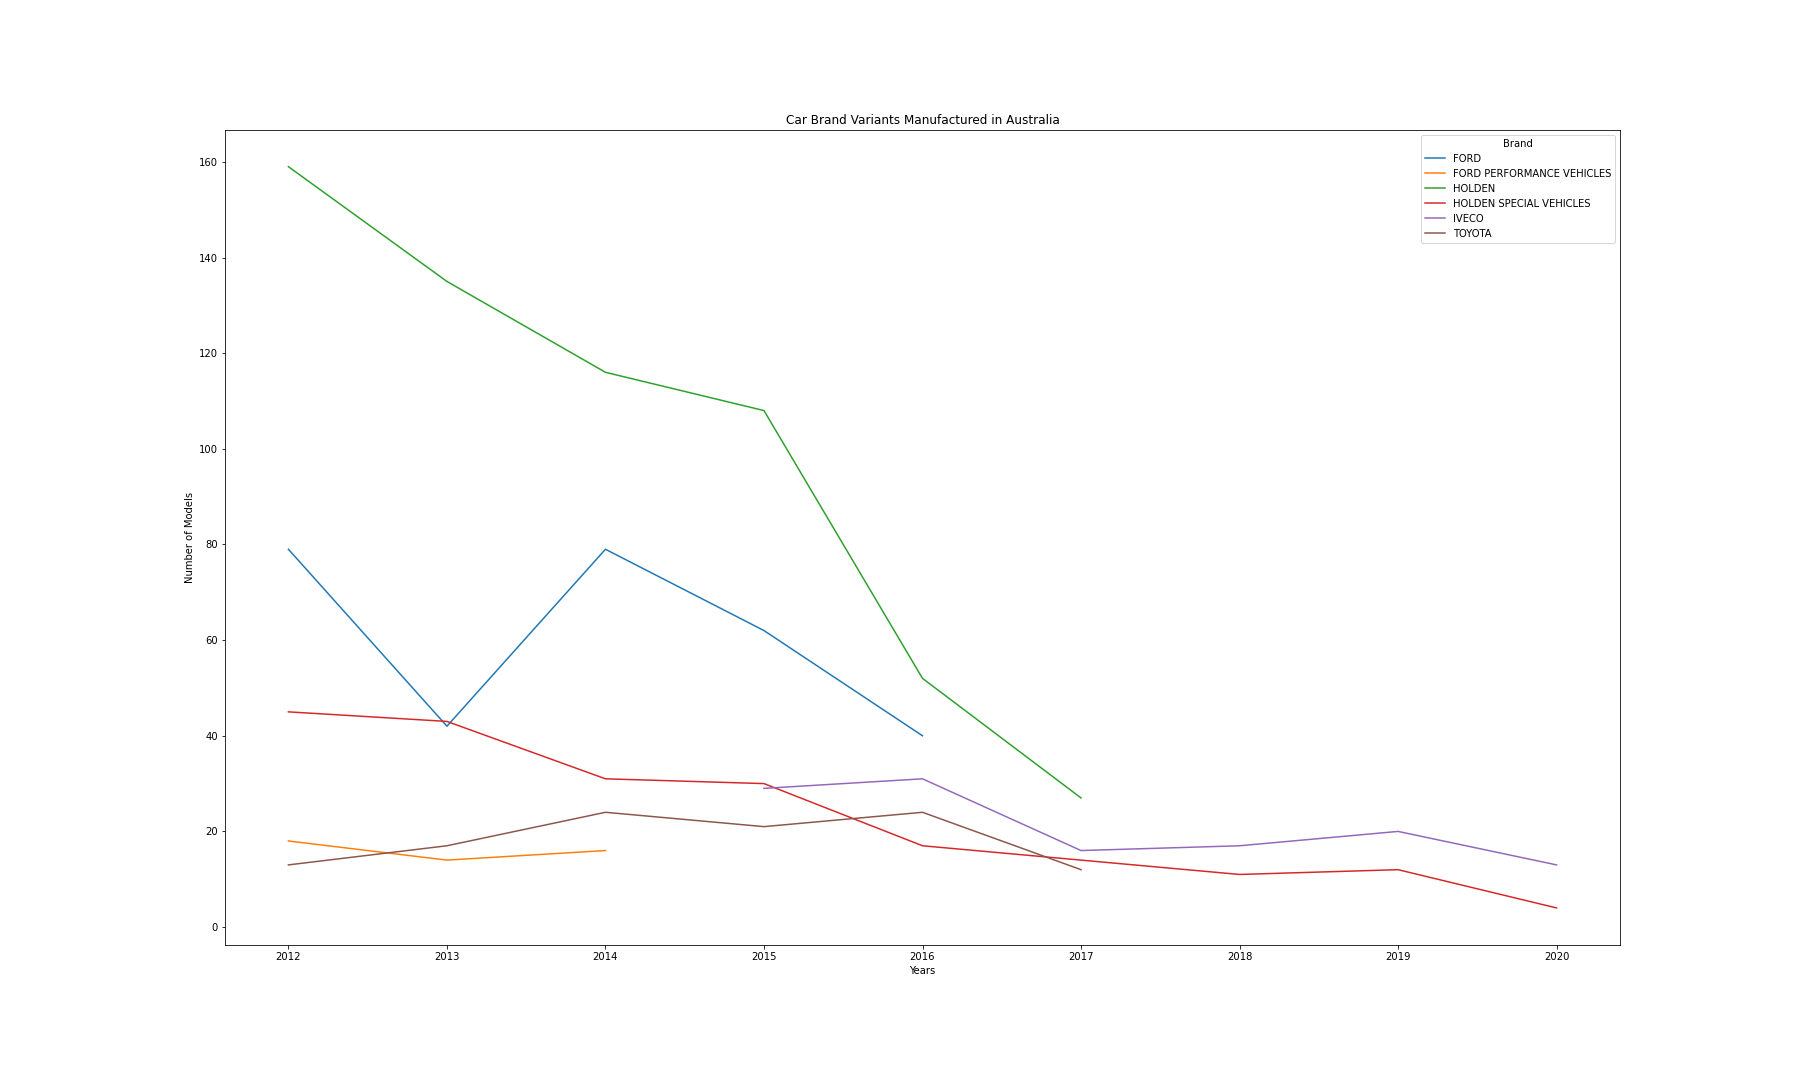 Car Brand Variants Manufactured in Australia
Brand
FORD
FORD PERFORMANCE VEHICLES
HOLDEN
HOLDEN SPECIAL VEHICLES
IVECO
TOYOTA
Number of Models
160
140
120
100
80
60
40
20
0
2012 2013 2014 2015 2016 2017 2018 2019 2020
Years